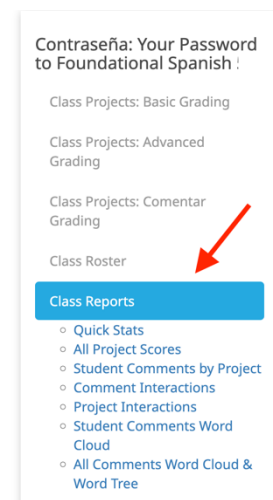 Contraseña: Your Password
to Foundational Spanish
Class Projects: Basic Grading
Class Projects: Advanced
Grading
Class Projects: Comentar
Grading
Class Roster
Class Reports
Quick Stats
All Project Scores
Student Comments by Project
Comment Interactions
Project Interactions
Student Comments Word
Cloud
All Comments Word Cloud &
Word Tree